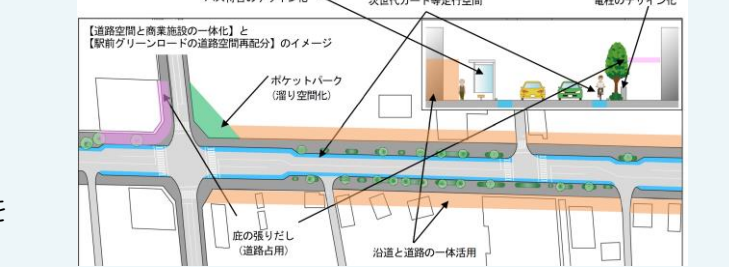 次世代カート等走行空間
電柱のデザイン化
【道路空間と商業施設の一体化】と
【駅前グリーンロードの道路空間再配分】のイメージ
ポケットパーク
(溜り空間化)
庇の張りだし
(道路占用)
沿道と道路の一体活用
を